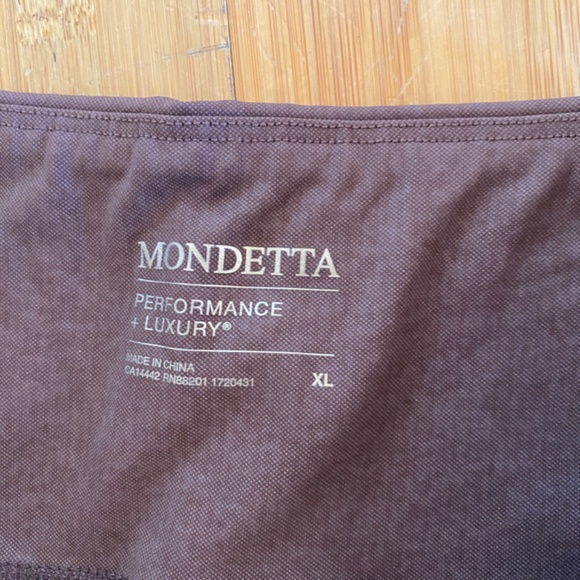 MONDETTA
PERFORMANCE
+ LUXURY®
MADE IN CHINA
CA14442 RN88201 1720431 XL